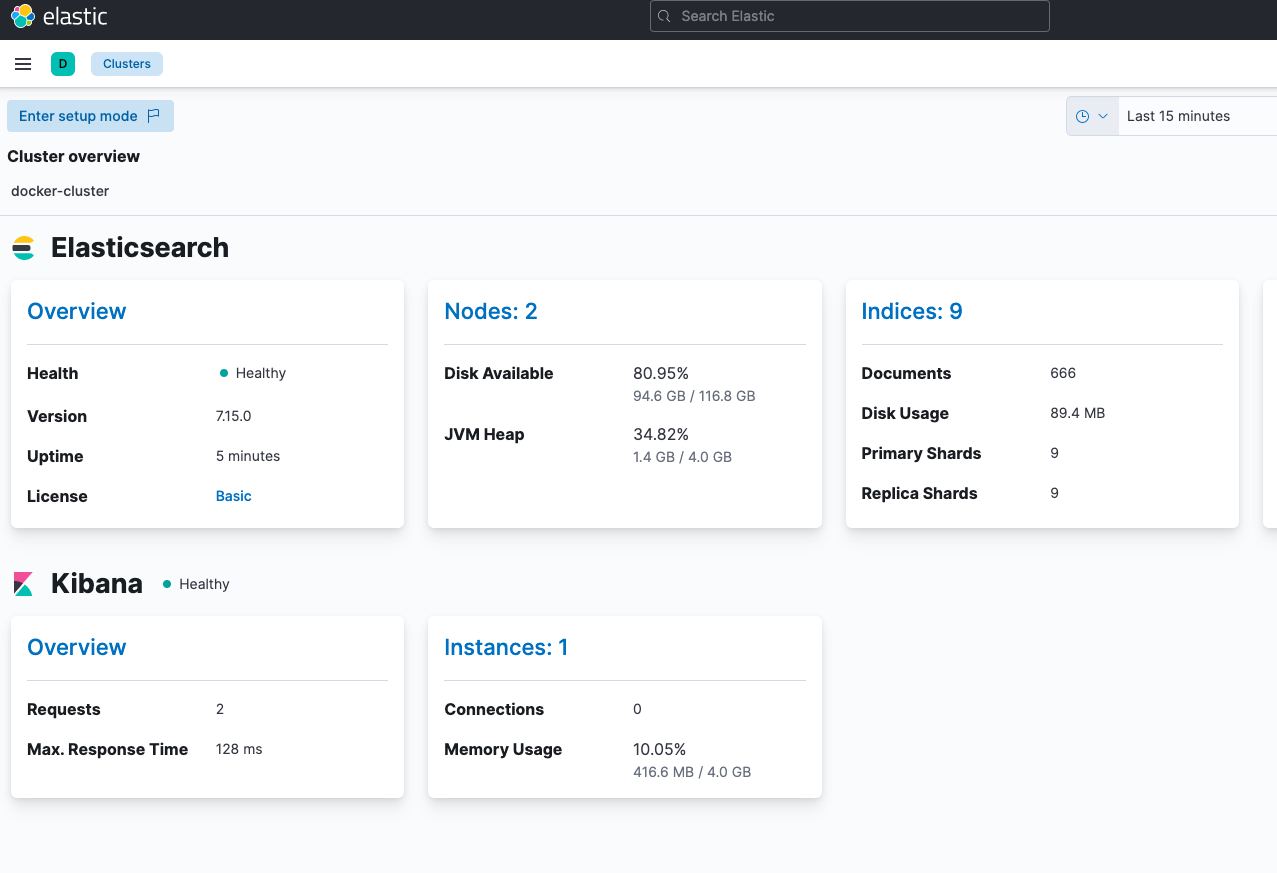 elastic
Search Elastic
D
Clusters
Enter setup mode
Last 15 minutes
Cluster overview
docker-cluster
Elasticsearch
Overview
Health Healthy
Version 7.15.0
Uptime 5 minutes
License Basic
Nodes: 2
Disk Available 80.95%
94.6 GB / 116.8 GB
JVM Heap 34.82%
1.4 GB / 4.0 GB
Indices: 9
Documents 666
Disk Usage 89.4 MB
Primary Shards 9
Replica Shards 9
Kibana Healthy
Overview
Requests 2
Max. Response Time 128 ms
Instances: 1
Connections 0
Memory Usage 10.05%
416.6 MB / 4.0 GB